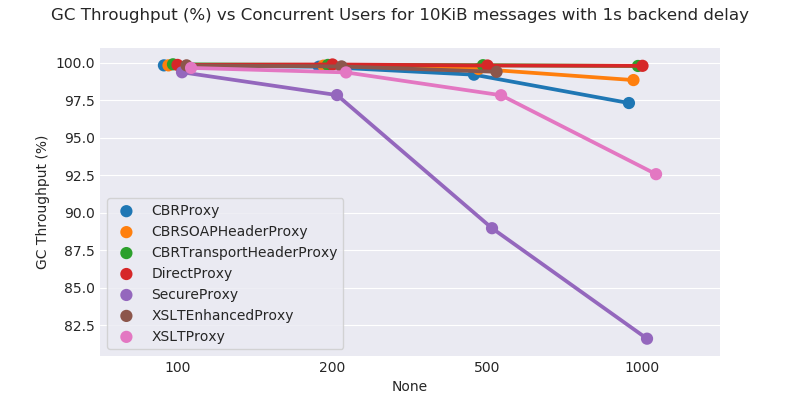 GC Throughput (%) vs Concurrent Users for 10KiB messages with 1s backend delay
GC Throughput (%)
100.0
97.5
95.0
92.5
90.0
87.5
85.0
82.5
CBRProxy
CBRSOAPHeaderProxy
CBRTransportHeaderProxy
DirectProxy
SecureProxy
XSLTEnhancedProxy
XSLTProxy
100 200 500 1000
None